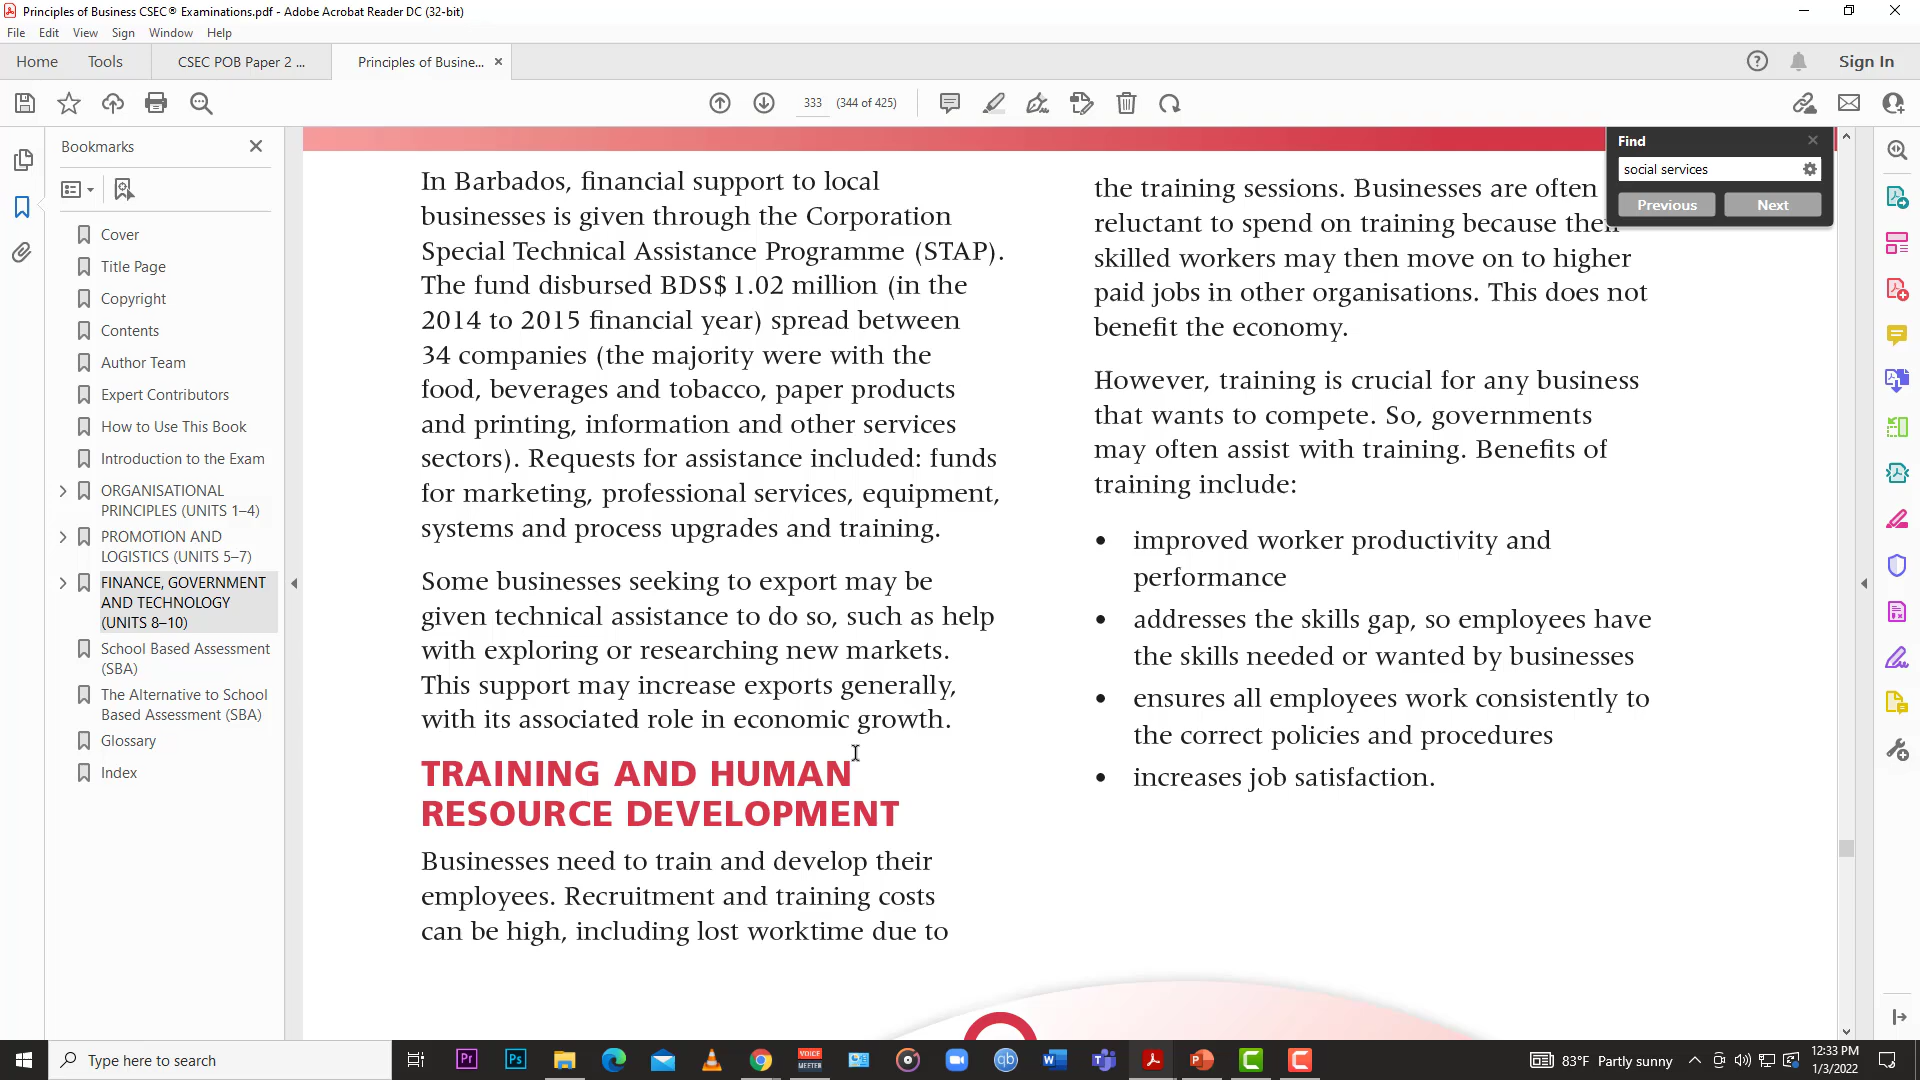 Principles of Business CSEC® Examinations.pdf - Adobe Acrobat Reader DC (32-bit)
File Edit View Sign Window Help
Home Tools CSEC POB Paper 2 ... Principles of Busine... Sign In
333 (344 of 425)
Bookmarks
Cover
Title Page
Copyright
Contents
Author Team
Expert Contributors
How to Use This Book
Introduction to the Exam
ORGANISATIONAL
PRINCIPLES (UNITS 1–4)
PROMOTION AND
LOGISTICS (UNITS 5–7)
FINANCE, GOVERNMENT
AND TECHNOLOGY
(UNITS 8–10)
School Based Assessment
(SBA)
The Alternative to School
Based Assessment (SBA)
Glossary
Index
In Barbados, financial support to local
businesses is given through the Corporation
Special Technical Assistance Programme (STAP).
The fund disbursed BDS$ 1.02 million (in the
2014 to 2015 financial year) spread between
34 companies (the majority were with the
food, beverages and tobacco, paper products
and printing, information and other services
sectors). Requests for assistance included: funds
for marketing, professional services, equipment,
systems and process upgrades and training.
Some businesses seeking to export may be
given technical assistance to do so, such as help
with exploring or researching new markets.
This support may increase exports generally,
with its associated role in economic growth.
TRAINING AND HUMAN
RESOURCE DEVELOPMENT
Businesses need to train and develop their
employees. Recruitment and training costs
can be high, including lost worktime due to
the training sessions. Businesses are often
reluctant to spend on training because their
skilled workers may then move on to higher
paid jobs in other organisations. This does not
benefit the economy.
However, training is crucial for any business
that wants to compete. So, governments
may often assist with training. Benefits of
training include:
• improved worker productivity and
performance
• addresses the skills gap, so employees have
the skills needed or wanted by businesses
• ensures all employees work consistently to
the correct policies and procedures
• increases job satisfaction.
Find
social services
Previous Next
Type here to search
Pr Ps VOICE MEETER qb
83°F Partly sunny
12:33 PM
1/3/2022